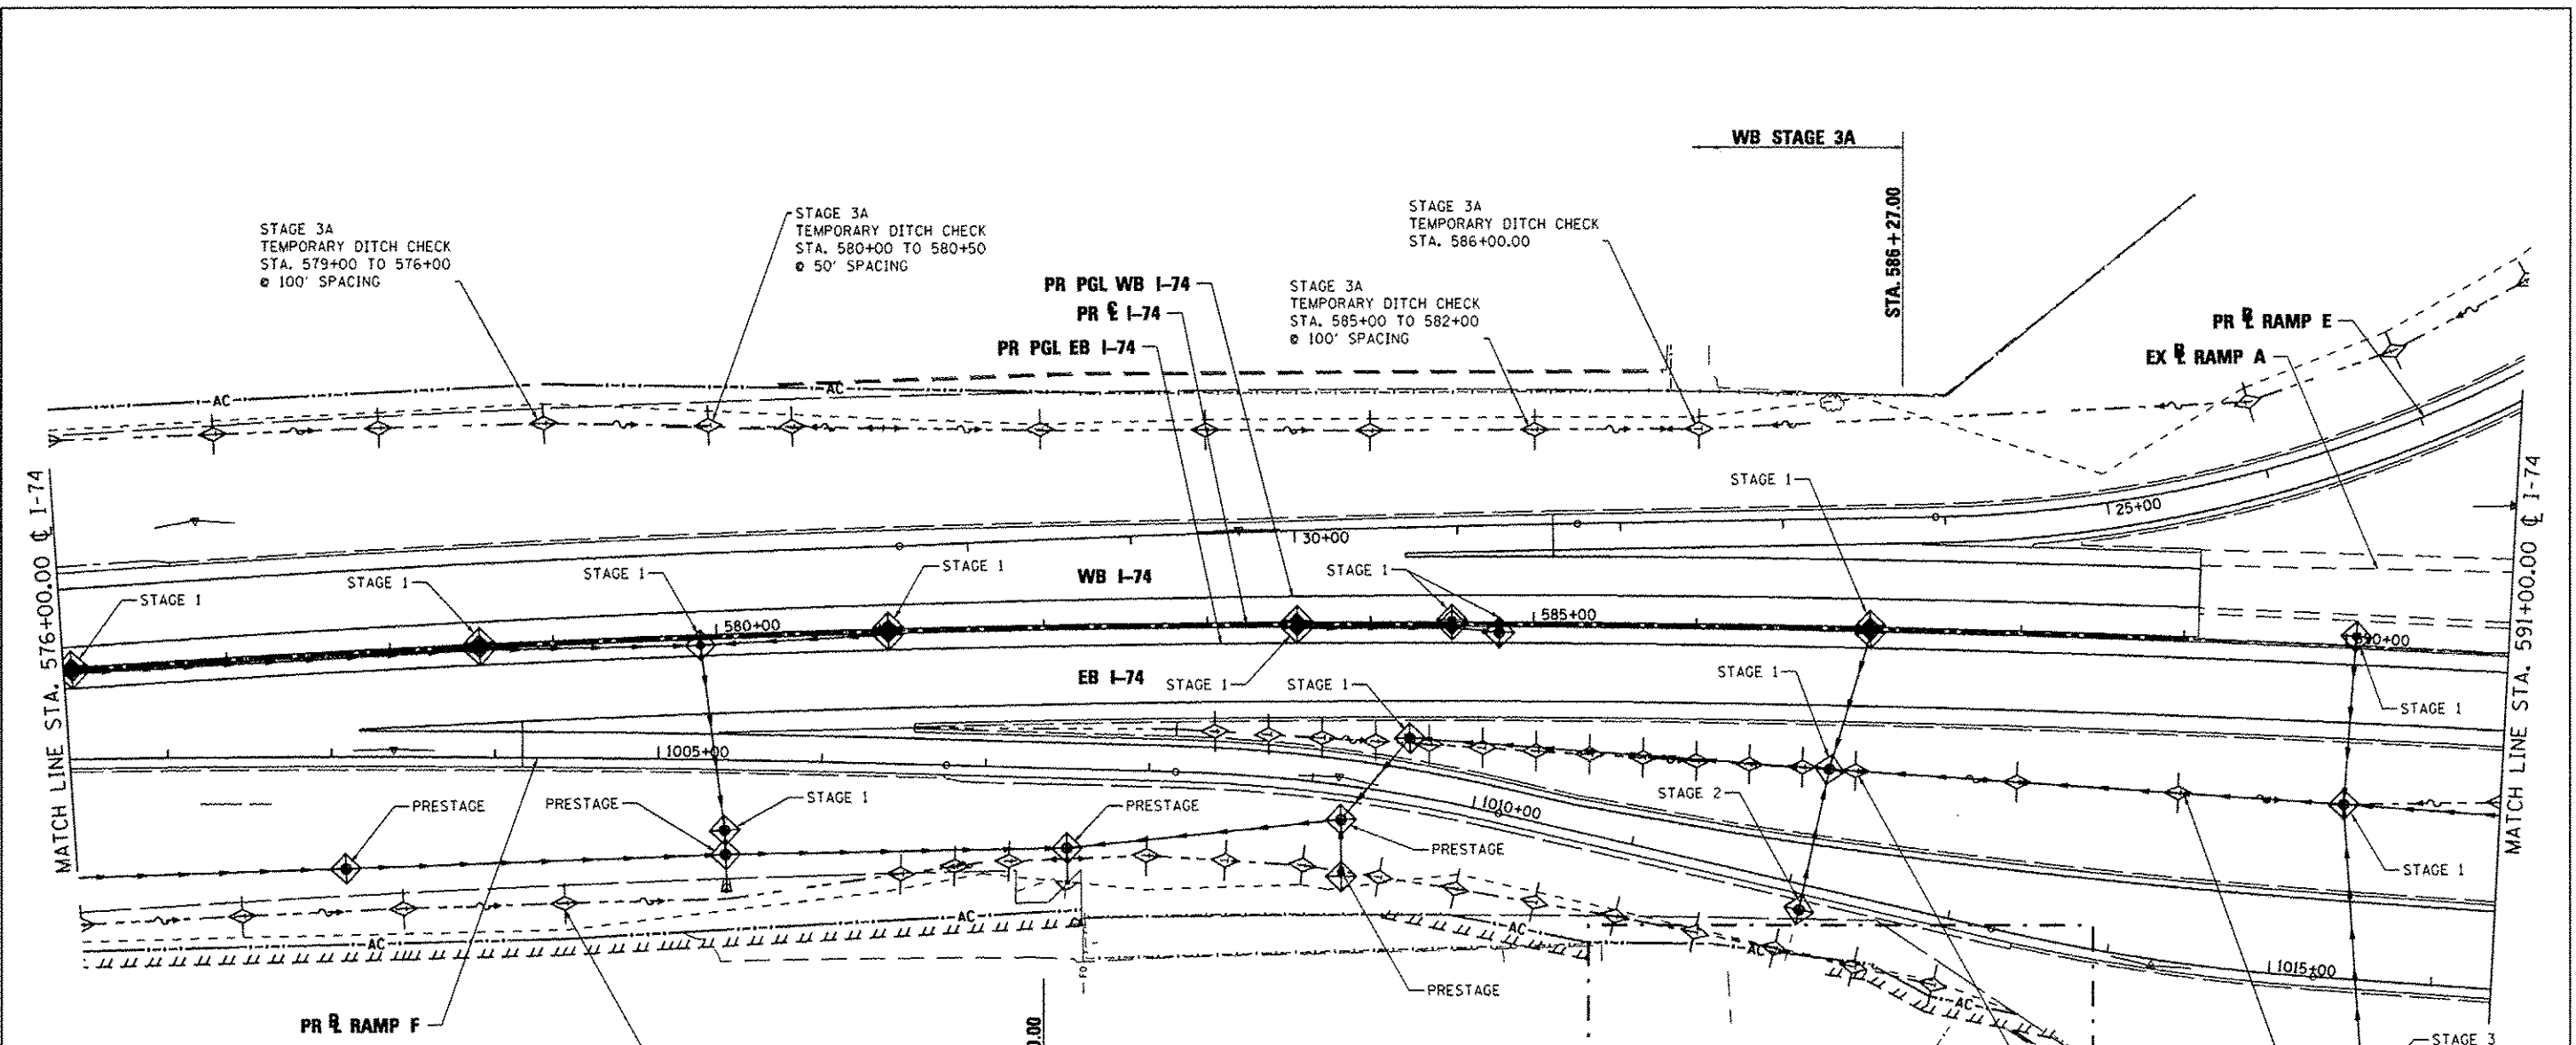 WB STAGE 3A
STA. 586+27.00
STAGE 3A
TEMPORARY DITCH CHECK
STA. 579+00 TO 576+00
@ 100' SPACING
STAGE 3A
TEMPORARY DITCH CHECK
STA. 580+00 TO 580+50
@ 50' SPACING
STAGE 3A
TEMPORARY DITCH CHECK
STA. 586+00.00
STAGE 3A
TEMPORARY DITCH CHECK
STA. 585+00 TO 582+00
@ 100' SPACING
PR PGL WB I-74
PR ℄ I-74
PR PGL EB I-74
PR ⅊ RAMP E
EX ⅊ RAMP A
AC
AC
MATCH LINE STA. 576+00.00 ℄ I-74
MATCH LINE STA. 591+00.00 ℄ I-74
STAGE 1
25+00
30+00
STAGE 1
STAGE 1
STAGE 1
STAGE 1
STAGE 1
WB I-74
580+00
585+00
90+00
EB I-74
STAGE 1
STAGE 1
STAGE 1
STAGE 1
1005+00
STAGE 1
STAGE 2
1010+00
PRESTAGE
PRESTAGE
PRESTAGE
PRESTAGE
STAGE 1
AC
AC
AC
AC
AC
FO
PRESTAGE
1015+00
PR ⅊ RAMP F
0.00
STAGE 3